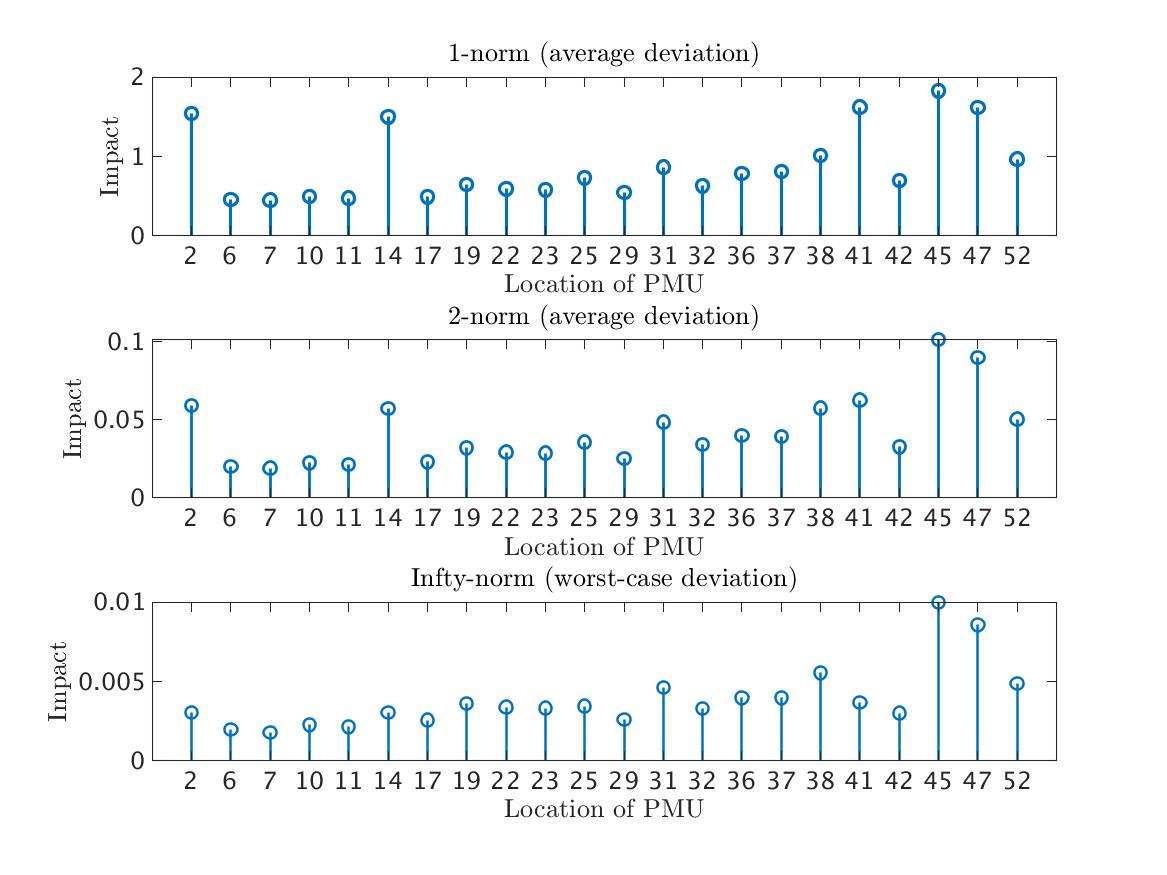 1-norm (average deviation)
2
1
0
Impact
2 6 7 10 11 14 17 19 22 23 25 29 31 32 36 37 38 41 42 45 47 52
Location of PMU
2-norm (average deviation)
0.1
0.05
0
Impact
2 6 7 10 11 14 17 19 22 23 25 29 31 32 36 37 38 41 42 45 47 52
Location of PMU
Infty-norm (worst-case deviation)
0.01
0.005
0
Impact
2 6 7 10 11 14 17 19 22 23 25 29 31 32 36 37 38 41 42 45 47 52
Location of PMU